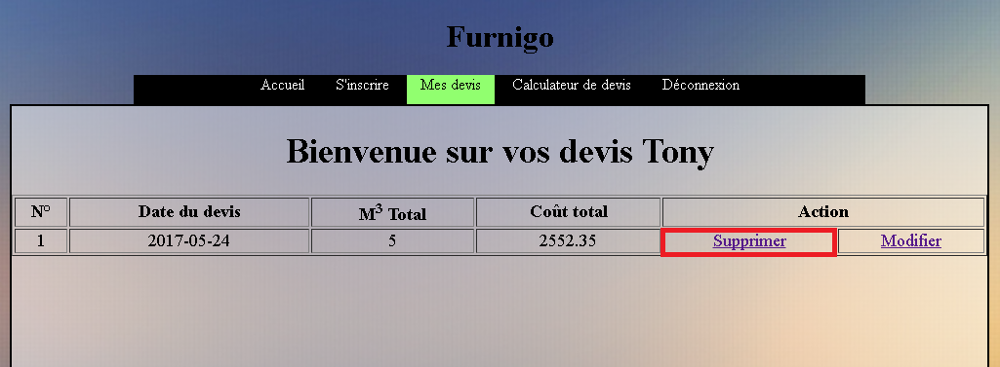 Furnigo
Accueil S'inscrire Mes devis Calculateur de devis Déconnexion
Bienvenue sur vos devis Tony
N° Date du devis M³ Total Coût total Action
1 2017-05-24 5 2552.35 Supprimer Modifier